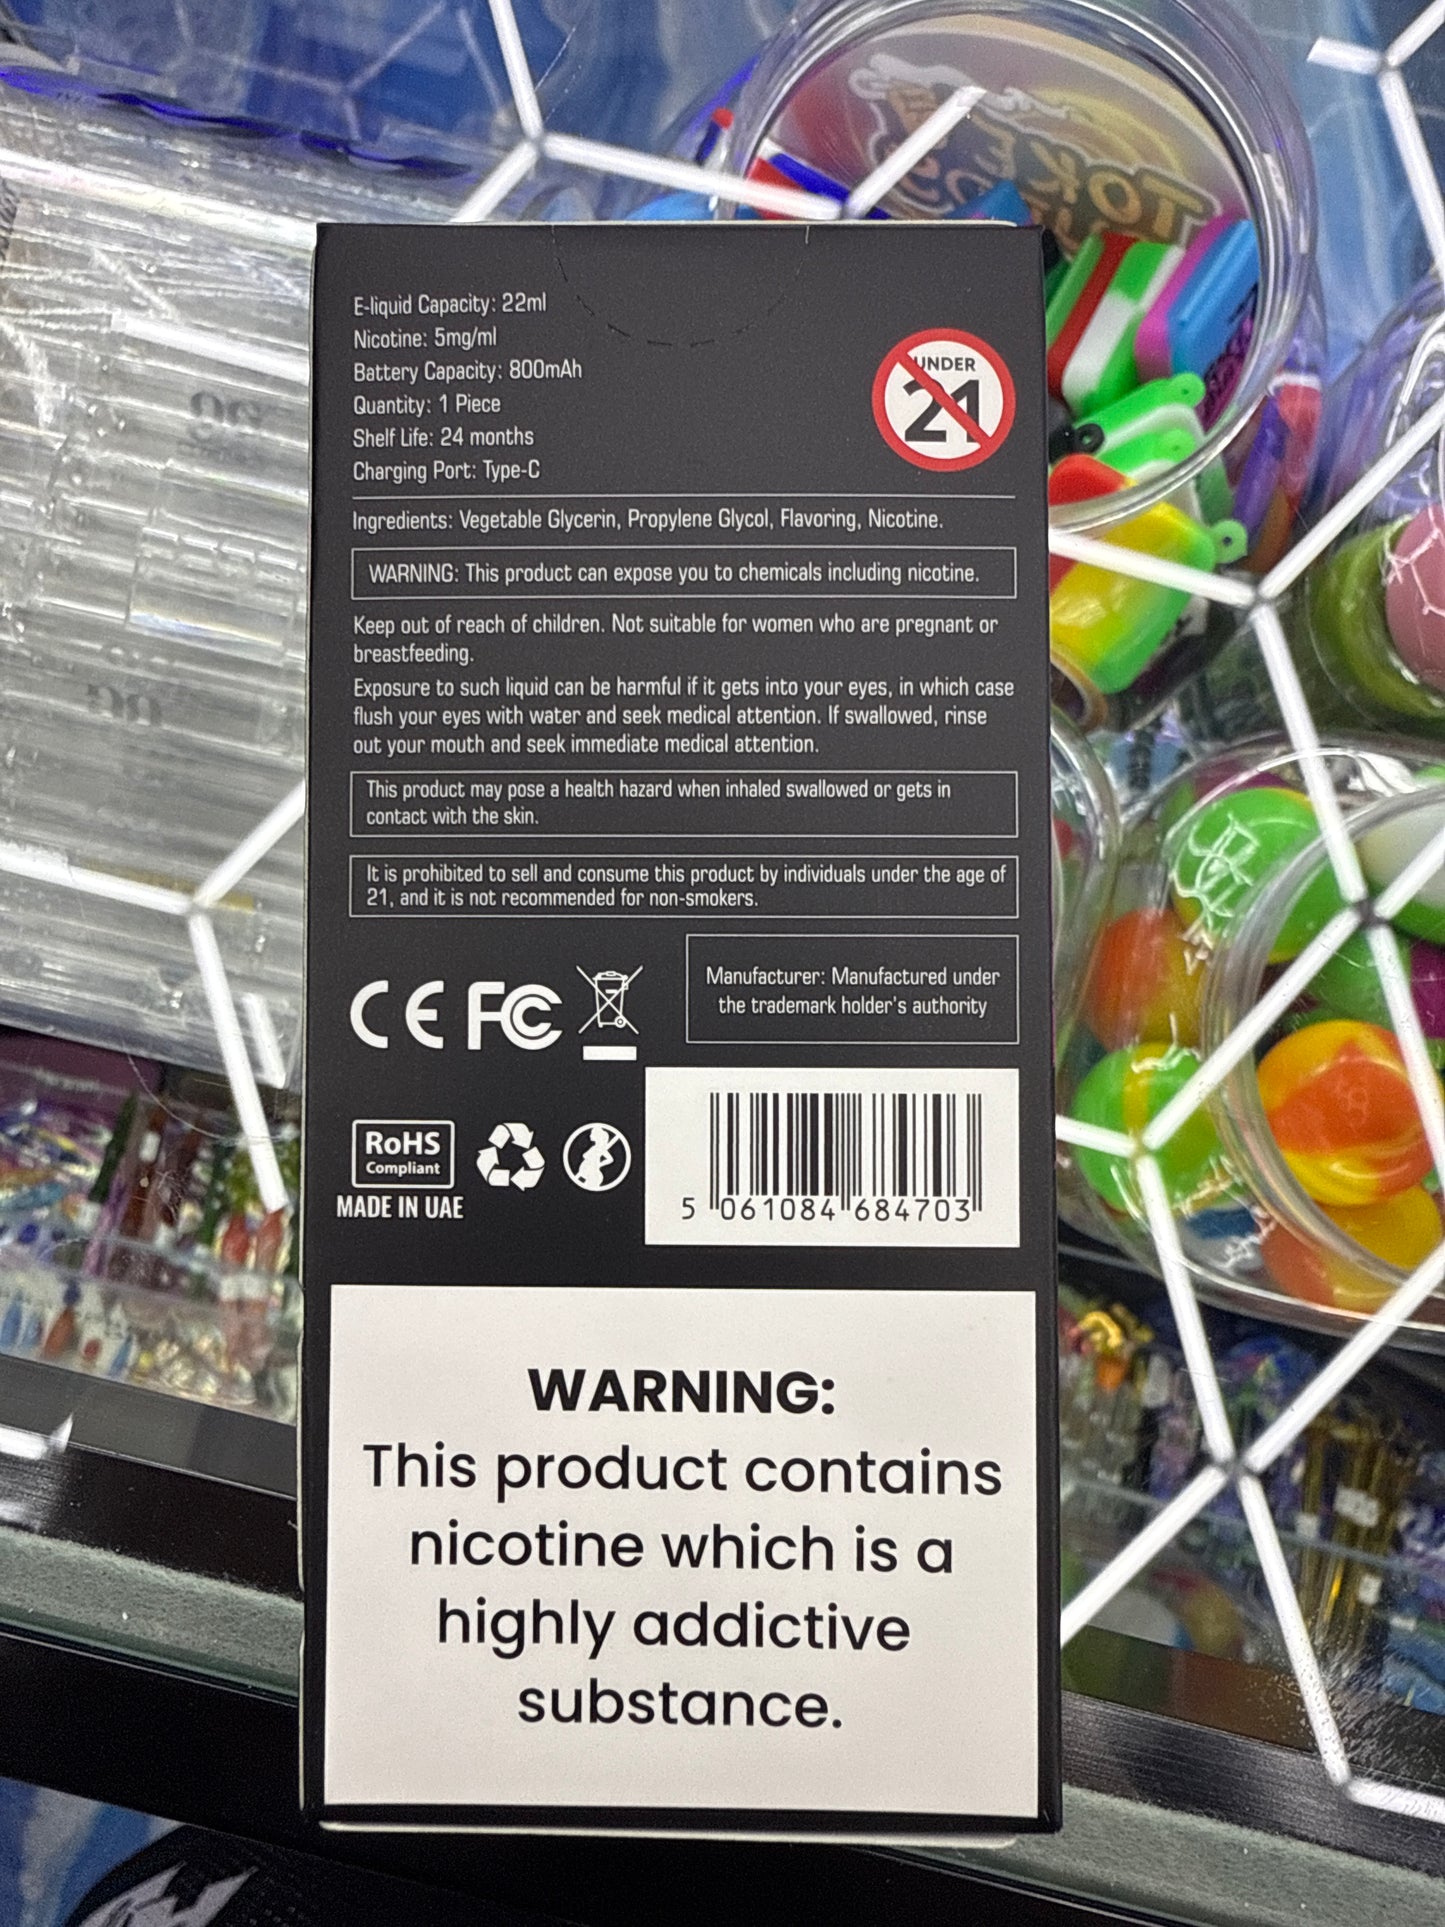 E-liquid Capacity: 22ml
Nicotine: 5mg/ml
Battery Capacity: 800mAh
Quantity: 1 Piece
Shelf Life: 24 months
Charging Port: Type-C
UNDER
21
Ingredients: Vegetable Glycerin, Propylene Glycol, Flavoring, Nicotine.
WARNING: This product can expose you to chemicals including nicotine.
Keep out of reach of children. Not suitable for women who are pregnant or
breastfeeding.
Exposure to such liquid can be harmful if it gets into your eyes, in which case
flush your eyes with water and seek medical attention. If swallowed, rinse
out your mouth and seek immediate medical attention.
This product may pose a health hazard when inhaled swallowed or gets in
contact with the skin.
It is prohibited to sell and consume this product by individuals under the age of
21, and it is not recommended for non-smokers.
CE FC
Manufacturer: Manufactured under
the trademark holder's authority
RoHS
Compliant
MADE IN UAE
5 061084 684703
WARNING:
This product contains
nicotine which is a
highly addictive
substance.
TOKE